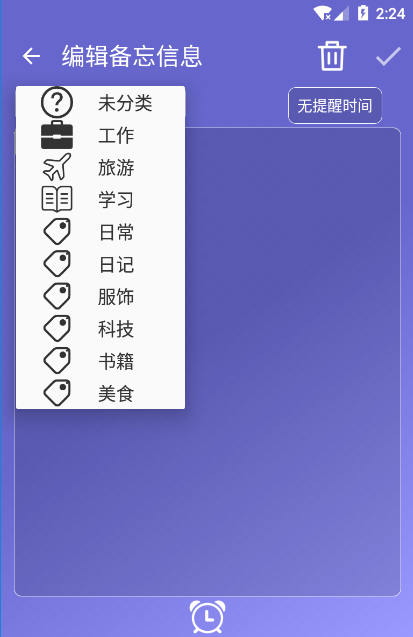 2:24
编辑备忘信息
无提醒时间
未分类
工作
旅游
学习
日常
日记
服饰
科技
书籍
美食